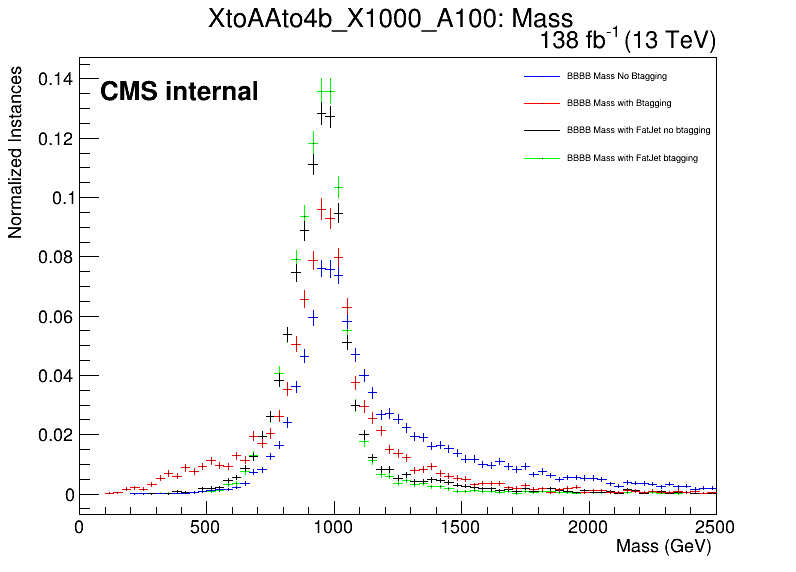 XtoAAto4b_X1000_A100: Mass
138 fb-1 (13 TeV)
CMS internal
BBBB Mass No Btagging
BBBB Mass with Btagging
BBBB Mass with FatJet no btagging
BBBB Mass with FatJet btagging
Normalized Instances
0.14
0.12
0.1
0.08
0.06
0.04
0.02
0
0 500 1000 1500 2000 2500
Mass (GeV)